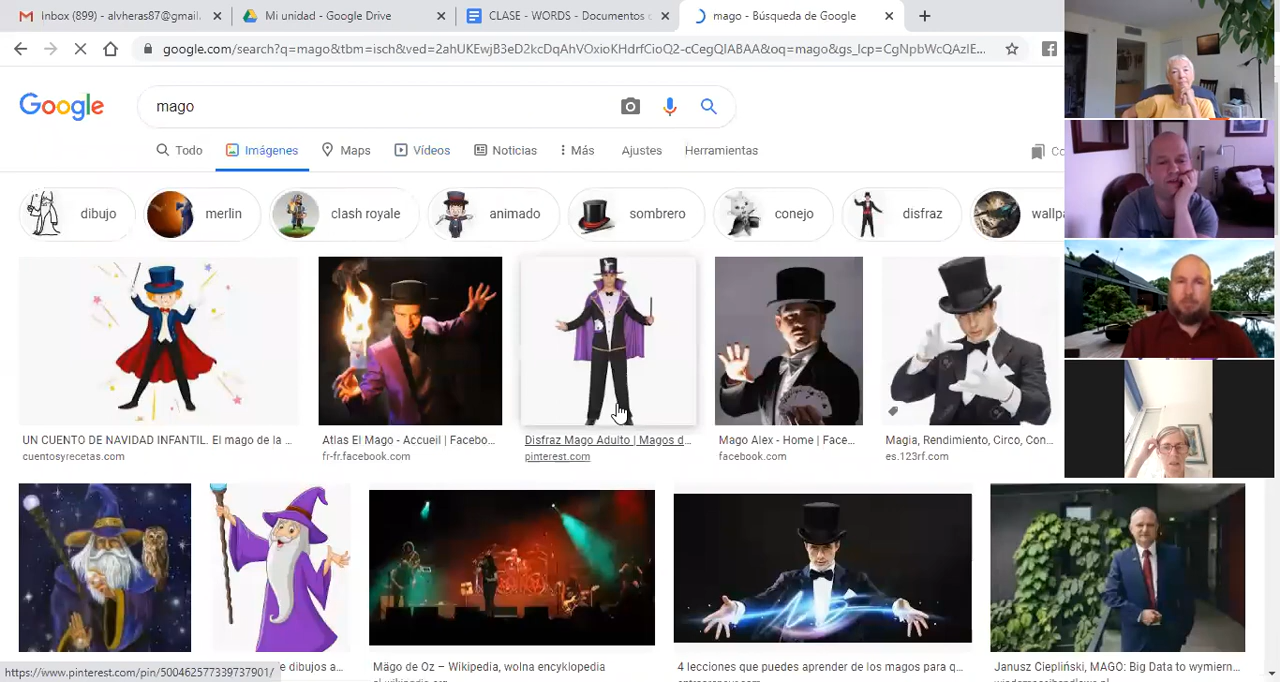 Inbox (899) - alvheras87@gmail.
Mi unidad - Google Drive
CLASE - WORDS - Documentos
mago - Búsqueda de Google
google.com/search?q=mago&tbm=isch&ved=2ahUKEwjB3eD2kcDqAhVOxioKHdrfCioQ2-cCegQIABAA&oq=mago&gs_lcp=CgNpbWcQAzIE...
Google
mago
Todo
Imágenes
Maps
Vídeos
Noticias
Más
Ajustes
Herramientas
dibujo
merlin
clash royale
animado
sombrero
conejo
disfraz
wallpa
UN CUENTO DE NAVIDAD INFANTIL. El mago de la ...
cuentosyrecetas.com
Atlas El Mago - Accueil | Facebo...
fr-fr.facebook.com
Disfraz Mago Adulto | Magos d...
pinterest.com
Mago Alex - Home | Face...
facebook.com
Magia, Rendimiento, Circo, Con...
es.123rf.com
https://www.pinterest.com/pin/500462577339737901/
e dibujos a...
Mägo de Oz – Wikipedia, wolna encyklopedia
4 lecciones que puedes aprender de los magos para q...
Janusz Ciepliński, MAGO: Big Data to wymiern...